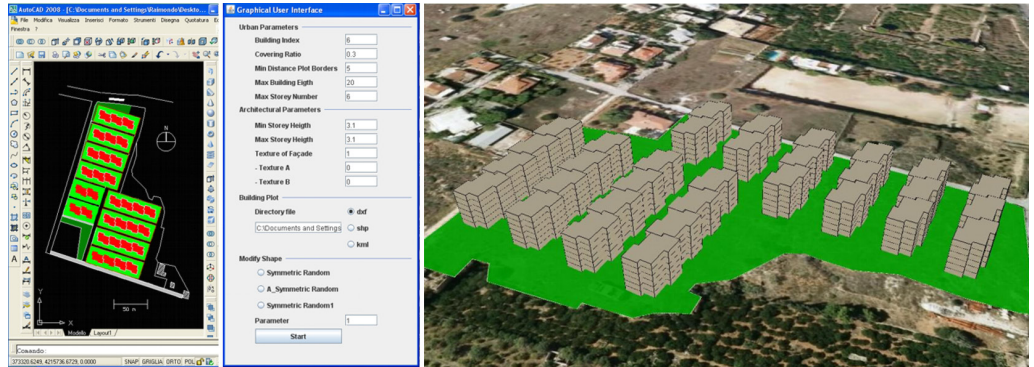 AutoCAD 2008 - [C:\Documents and Settings\Raimondo\Deskto...
File Modifica Visualizza Inserisci Formato Strumenti Disegna Quotatura
Finestra ?
50 m
Y
X
Modello Layout1
Comando:
373320.6249, 4215736.6729, 0.0000 SNAP GRIGLIA ORTO POL
Graphical User Interface
Urban Parameters
Building Index 6
Covering Ratio 0.3
Min Distance Plot Borders 5
Max Building Eigth 20
Max Storey Number 6
Architectural Parameters
Min Storey Heigth 3.1
Max Storey Heigth 3.1
Texture of Façade 1
- Texture A 0
- Texture B 0
Building Plot
Directory file dxf
C:\Documents and Settings shp
kml
Modify Shape
Symmetric Random
A_Symmetric Random
Symmetric Random1
Parameter 1
Start